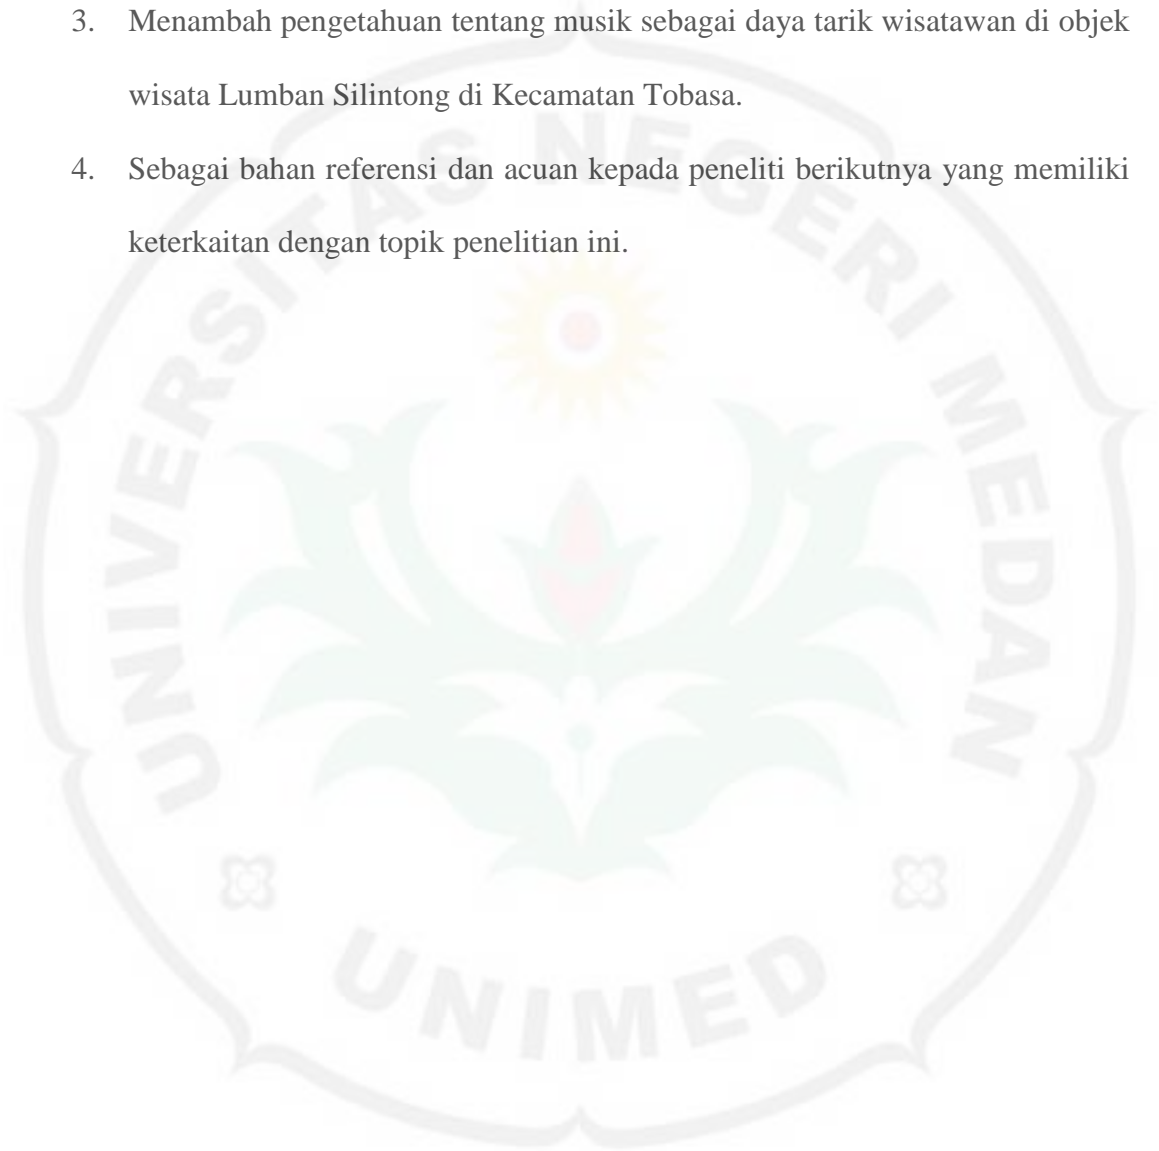 3. Menambah pengetahuan tentang musik sebagai daya tarik wisatawan di objek
wisata Lumban Silintong di Kecamatan Tobasa.
4. Sebagai bahan referensi dan acuan kepada peneliti berikutnya yang memiliki
keterkaitan dengan topik penelitian ini.
UNIVERSITAS NEGERI MEDAN
UNIMED